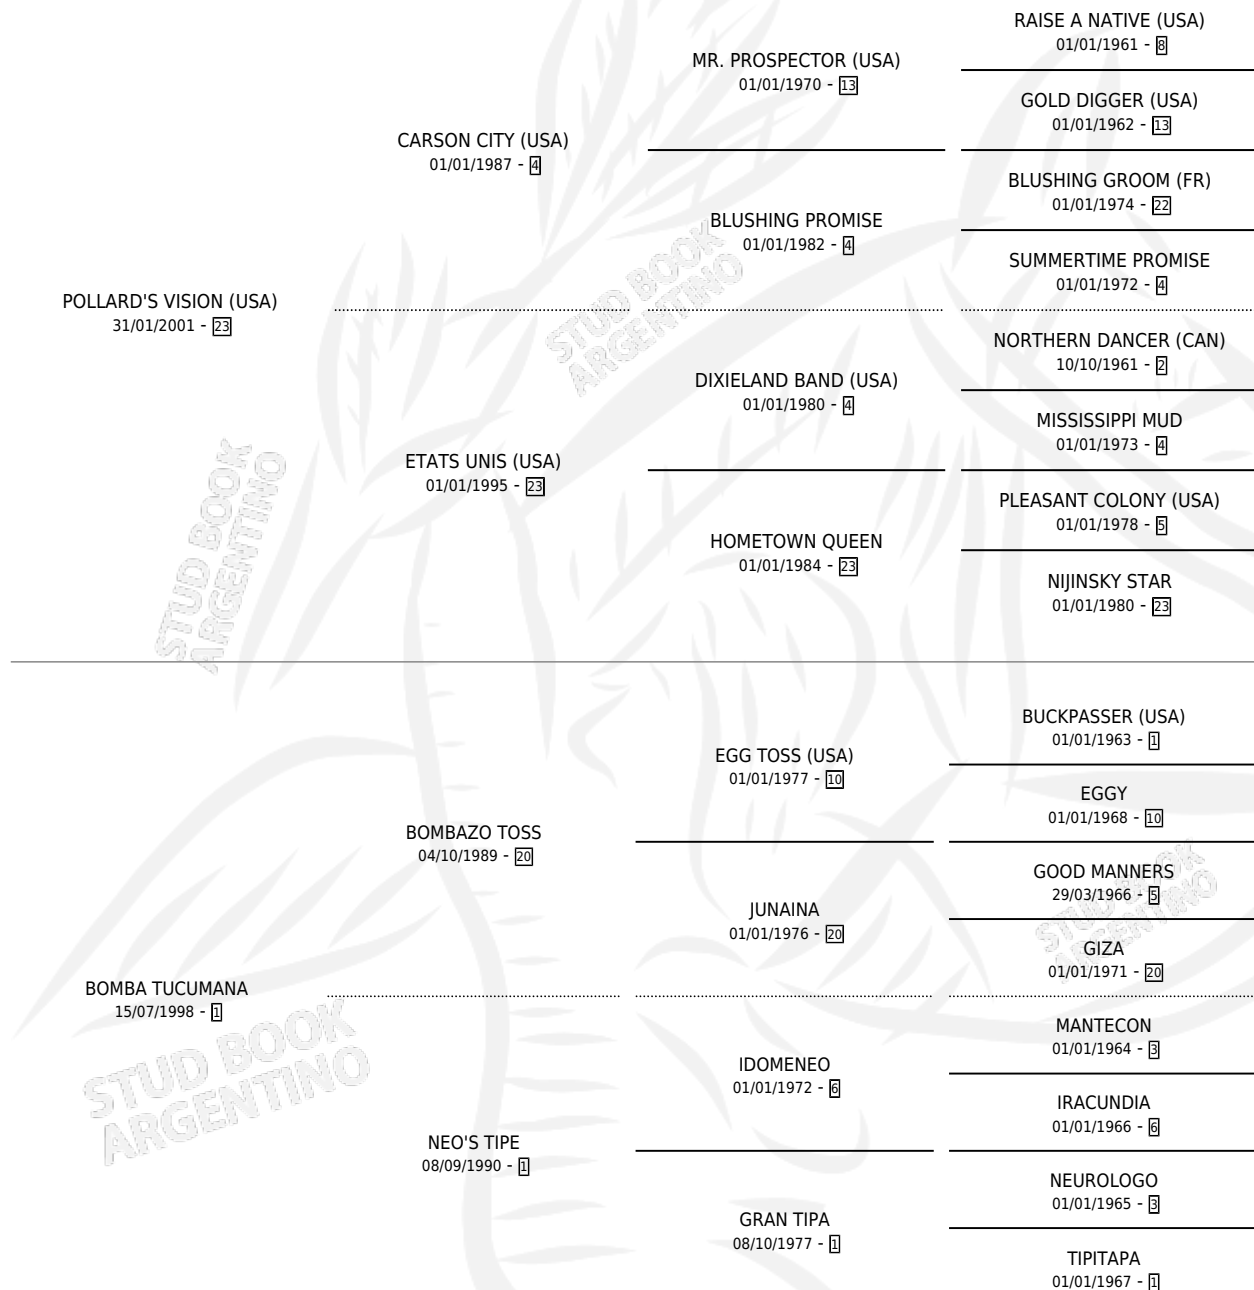 RAISE A NATIVE (USA)
01/01/1961 - 8
MR. PROSPECTOR (USA)
01/01/1970 - 13
GOLD DIGGER (USA)
01/01/1962 - 13
CARSON CITY (USA)
01/01/1987 - 4
BLUSHING GROOM (FR)
01/01/1974 - 22
BLUSHING PROMISE
01/01/1982 - 4
SUMMERTIME PROMISE
01/01/1972 - 4
POLLARD'S VISION (USA)
31/01/2001 - 23
STUD BOOK
ARGENTINO
NORTHERN DANCER (CAN)
10/10/1961 - 2
DIXIELAND BAND (USA)
01/01/1980 - 4
MISSISSIPPI MUD
01/01/1973 - 4
ETATS UNIS (USA)
01/01/1995 - 23
PLEASANT COLONY (USA)
01/01/1978 - 5
HOMETOWN QUEEN
01/01/1984 - 23
NIJINSKY STAR
01/01/1980 - 23
STUD BOOK
ARGENTINO
BUCKPASSER (USA)
01/01/1963 - 1
EGG TOSS (USA)
01/01/1977 - 10
EGGY
01/01/1968 - 10
BOMBAZO TOSS
04/10/1989 - 20
GOOD MANNERS
29/03/1966 - 5
JUNAINA
01/01/1976 - 20
GIZA
01/01/1971 - 20
STUD BOOK
ARGENTINO
BOMBA TUCUMANA
15/07/1998 - 1
STUD BOOK
ARGENTINO
MANTECON
01/01/1964 - 3
IDOMENEO
01/01/1972 - 6
IRACUNDIA
01/01/1966 - 6
NEO'S TIPE
08/09/1990 - 1
NEUROLOGO
01/01/1965 - 3
GRAN TIPA
08/10/1977 - 1
TIPITAPA
01/01/1967 - 1